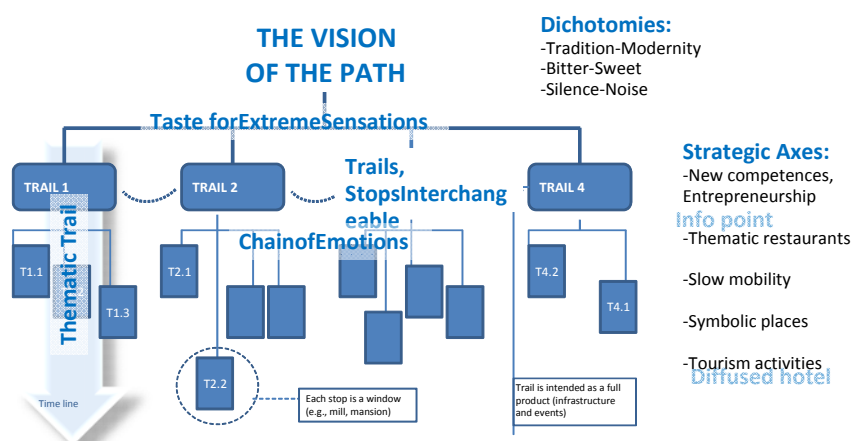 THE VISION
OF THE PATH
Dichotomies:
-Tradition-Modernity
-Bitter-Sweet
-Silence-Noise
Taste forExtremeSensations
TRAIL 1
TRAIL 2
Trails,
StopsInterchang
eable
TRAIL 4
ChainofEmotions
Thematic Trail
T1.1
T1.3
T2.1
T2.2
T4.2
T4.1
Each stop is a window
(e.g., mill, mansion)
Trail is intended as a full
product (infrastructure
and events)
Time line
Strategic Axes:
-New competences,
Entrepreneurship
Info point
-Thematic restaurants
-Slow mobility
-Symbolic places
-Tourism activities
Diffused hotel